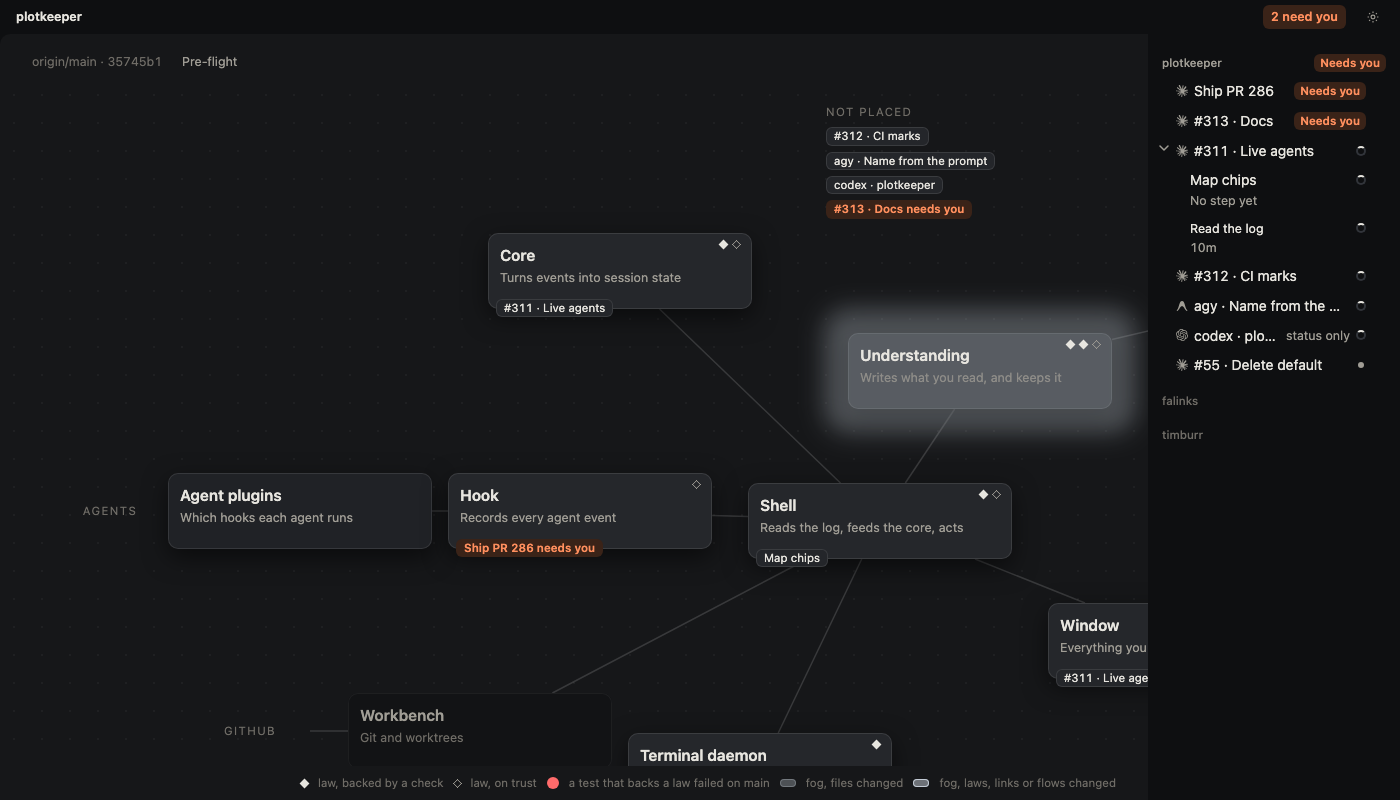 plotkeeper
2 need you
origin/main · 35745b1 Pre-flight
NOT PLACED
#312 · CI marks
agy · Name from the prompt
codex · plotkeeper
#313 · Docs needs you
Core
Turns events into session state
#311 · Live agents
Understanding
Writes what you read, and keeps it
AGENTS
Agent plugins
Which hooks each agent runs
Hook
Records every agent event
Ship PR 286 needs you
Shell
Reads the log, feeds the core, acts
Map chips
Window
Everything you
#311 · Live age
GITHUB
Workbench
Git and worktrees
Terminal daemon
law, backed by a check
law, on trust
a test that backs a law failed on main
fog, files changed
fog, laws, links or flows changed
plotkeeper Needs you
Ship PR 286 Needs you
#313 · Docs Needs you
#311 · Live agents
Map chips
No step yet
Read the log
10m
#312 · CI marks
agy · Name from the ...
codex · plo... status only
#55 · Delete default
falinks
timburr